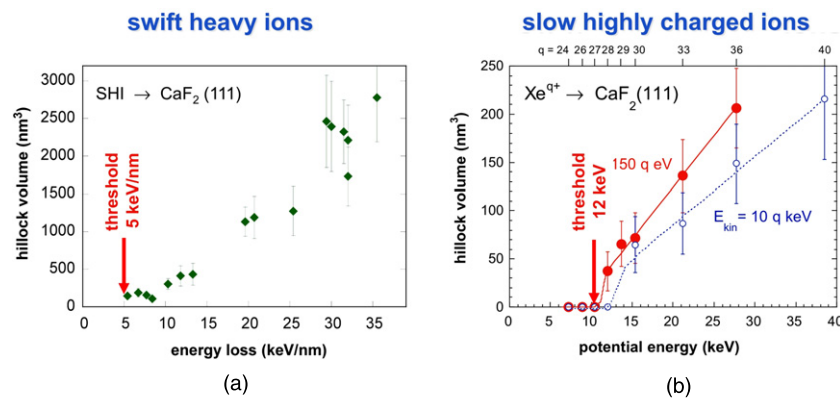 swift heavy ions
slow highly charged ions
SHI → CaF2 (111)
hillock volume (nm3)
3000
2500
2000
1500
1000
500
0
threshold
5 keV/nm
0 5 10 15 20 25 30 35
energy loss (keV/nm)
(a)
q = 24 26 27 28 29 30 33 36 40
Xeq+ → CaF2(111)
hillock volume (nm3)
250
200
150
100
50
0
150 q eV
threshold
12 keV
Ekin = 10 q keV
0 5 10 15 20 25 30 35 40
potential energy (keV)
(b)